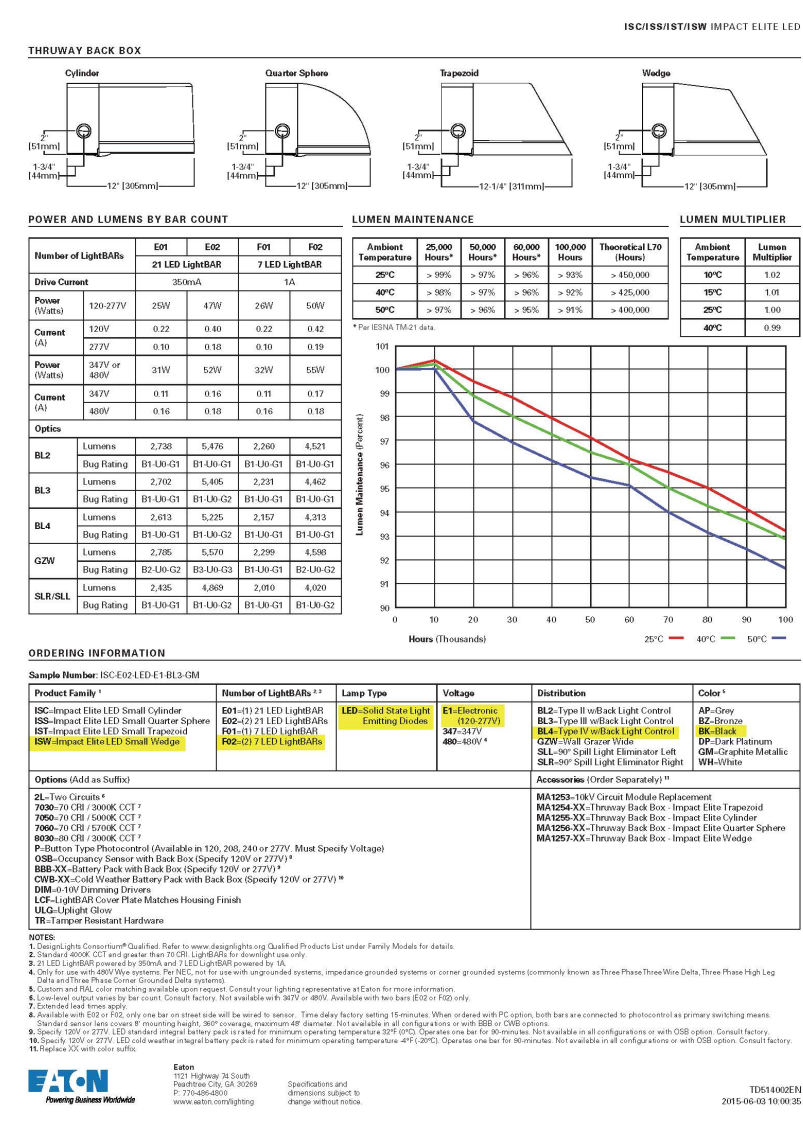 ISC/ISS/IST/ISW IMPACT ELITE LED
THRUWAY BACK BOX
Cylinder
Quarter Sphere
Trapezoid
Wedge
2"
[51mm]
1-3/4"
[44mm]
12" [305mm]
2"
[51mm]
1-3/4"
[44mm]
12" [305mm]
2"
[51mm]
1-3/4"
[44mm]
12-1/4" [311mm]
2"
[51mm]
1-3/4"
[44mm]
12" [305mm]
POWER AND LUMENS BY BAR COUNT
Number of LightBARs E01 E02 F01 F02
21 LED LightBAR 7 LED LightBAR
Drive Current 350mA 1A
Power (Watts) 120-277V 25W 47W 26W 50W
Current (A) 120V 0.22 0.40 0.22 0.42
277V 0.10 0.18 0.10 0.19
Power (Watts) 347V or 480V 31W 52W 32W 55W
Current (A) 347V 0.11 0.16 0.11 0.17
480V 0.16 0.18 0.16 0.18
Optics
BL2 Lumens 2,738 5,476 2,260 4,521
Bug Rating B1-U0-G1 B1-U0-G1 B1-U0-G1 B1-U0-G1
BL3 Lumens 2,702 5,405 2,231 4,462
Bug Rating B1-U0-G1 B1-U0-G2 B1-U0-G1 B1-U0-G1
BL4 Lumens 2,613 5,225 2,157 4,313
Bug Rating B1-U0-G1 B1-U0-G2 B1-U0-G1 B1-U0-G1
GZW Lumens 2,785 5,570 2,299 4,598
Bug Rating B2-U0-G2 B3-U0-G3 B1-U0-G1 B2-U0-G2
SLR/SLL Lumens 2,435 4,869 2,010 4,020
Bug Rating B1-U0-G1 B1-U0-G2 B1-U0-G1 B1-U0-G2
LUMEN MAINTENANCE
Ambient Temperature 25,000 Hours* 50,000 Hours* 60,000 Hours* 100,000 Hours Theoretical L70 (Hours)
25ºC > 99% > 97% > 96% > 93% > 450,000
40ºC > 98% > 97% > 96% > 92% > 425,000
50ºC > 97% > 96% > 95% > 91% > 400,000
* Per IESNA TM-21 data.
LUMEN MULTIPLIER
Ambient Temperature Lumen Multiplier
10ºC 1.02
15ºC 1.01
25ºC 1.00
40ºC 0.99
Lumen Maintenance (Percent)
101
100
99
98
97
96
95
94
93
92
91
90
0 10 20 30 40 50 60 70 80 90 100
Hours (Thousands)
25ºC 40ºC 50ºC
ORDERING INFORMATION
Sample Number: ISC-E02-LED-E1-BL3-GM
Product Family 1
ISC=Impact Elite LED Small Cylinder
ISS=Impact Elite LED Small Quarter Sphere
IST=Impact Elite LED Small Trapezoid
ISW=Impact Elite LED Small Wedge
Number of LightBARs 2, 3
E01=(1) 21 LED LightBAR
E02=(2) 21 LED LightBARs
F01=(1) 7 LED LightBAR
F02=(2) 7 LED LightBARs
Lamp Type
LED=Solid State Light
Emitting Diodes
Voltage
E1=Electronic
(120-277V)
347=347V
480=480V 4
Distribution
BL2=Type II w/Back Light Control
BL3=Type III w/Back Light Control
BL4=Type IV w/Back Light Control
GZW=Wall Grazer Wide
SLL=90° Spill Light Eliminator Left
SLR=90° Spill Light Eliminator Right
Color 5
AP=Grey
BZ=Bronze
BK=Black
DP=Dark Platinum
GM=Graphite Metallic
WH=White
Options (Add as Suffix)
2L=Two Circuits 6
7030=70 CRI / 3000K CCT 7
7050=70 CRI / 5000K CCT 7
7060=70 CRI / 5700K CCT 7
8030=80 CRI / 3000K CCT 7
P=Button Type Photocontrol (Available in 120, 208, 240 or 277V. Must Specify Voltage)
OSB=Occupancy Sensor with Back Box (Specify 120V or 277V) 8
BBB-XX=Battery Pack with Back Box (Specify 120V or 277V) 9
CWB-XX=Cold Weather Battery Pack with Back Box (Specify 120V or 277V) 10
DIM=0-10V Dimming Drivers
LCF=LightBAR Cover Plate Matches Housing Finish
ULG=Uplight Glow
TR=Tamper Resistant Hardware
Accessories (Order Separately) 11
MA1253=10kV Circuit Module Replacement
MA1254-XX=Thruway Back Box - Impact Elite Trapezoid
MA1255-XX=Thruway Back Box - Impact Elite Cylinder
MA1256-XX=Thruway Back Box - Impact Elite Quarter Sphere
MA1257-XX=Thruway Back Box - Impact Elite Wedge
NOTES:
1. DesignLights Consortium® Qualified. Refer to www.designlights.org Qualified Products List under Family Models for details.
2. Standard 4000K CCT and greater than 70 CRI. LightBARs for downlight use only.
3. 21 LED LightBAR powered by 350mA and 7 LED LightBAR powered by 1A.
4. Only for use with 480V Wye systems. Per NEC, not for use with ungrounded systems, impedance grounded systems or corner grounded systems (commonly known as Three Phase Three Wire Delta, Three Phase High Leg
Delta and Three Phase Corner Grounded Delta systems).
5. Custom and RAL color matching available upon request. Consult your lighting representative at Eaton for more information.
6. Low-level output varies by bar count. Consult factory. Not available with 347V or 480V. Available with two bars (E02 or F02) only.
7. Extended lead times apply.
8. Available with E02 or F02, only one bar on street side will be wired to sensor. Time delay factory setting 15-minutes. When ordered with PC option, both bars are connected to photocontrol as primary switching means.
Standard sensor lens covers 8' mounting height, 360° coverage, maximum 48' diameter. Not available in all configurations or with BBB or CWB options.
9. Specify 120V or 277V. LED standard integral battery pack is rated for minimum operating temperature 32°F (0°C). Operates one bar for 90-minutes. Not available in all configurations or with OSB option. Consult factory.
10. Specify 120V or 277V. LED cold weather integral battery pack is rated for minimum operating temperature -4°F (-20°C). Operates one bar for 90-minutes. Not available in all configurations or with OSB option. Consult factory.
11. Replace XX with color suffix.
EATON
Powering Business Worldwide
Eaton
1121 Highway 74 South
Peachtree City, GA 30269
P: 770-486-4800
www.eaton.com/lighting
Specifications and
dimensions subject to
change without notice.
TD514002EN
2015-06-03 10:00:35